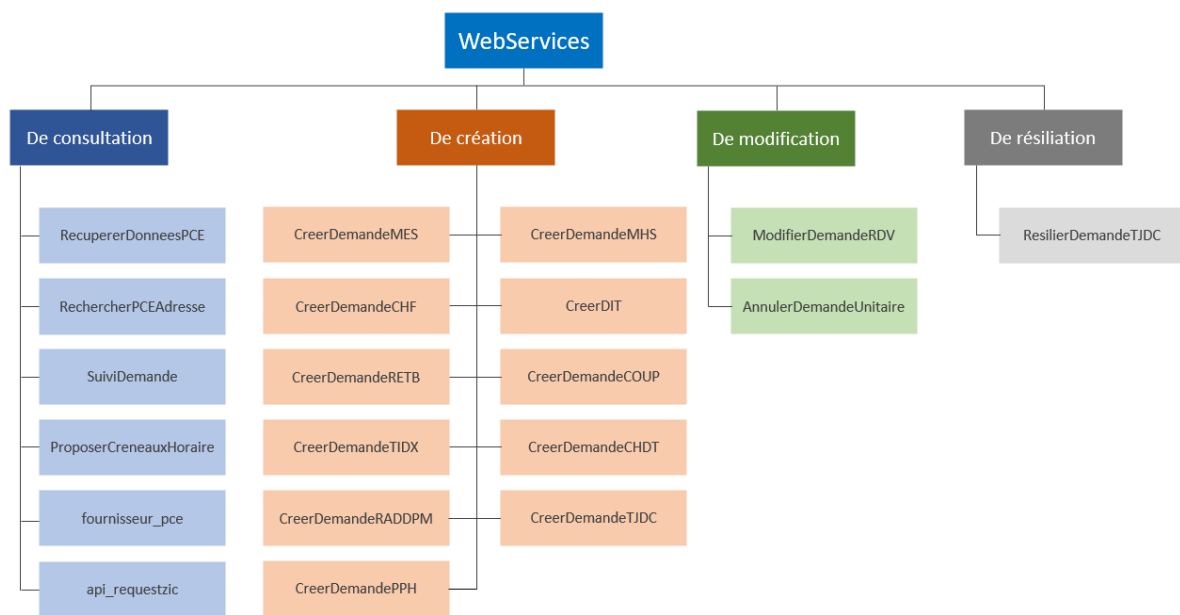 WebServices
De consultation
De création
De modification
De résiliation
RecupererDonneesPCE
CreerDemandeMES
CreerDemandeMHS
ModifierDemandeRDV
ResilierDemandeTJDC
RechercherPCEAdresse
CreerDemandeCHF
CreerDIT
AnnulerDemandeUnitaire
SuiviDemande
CreerDemandeRETB
CreerDemandeCOUP
ProposerCreneauxHoraire
CreerDemandeTIDX
CreerDemandeCHDT
fournisseur_pce
CreerDemandeRADDPM
CreerDemandeTJDC
api_requestzic
CreerDemandePPH